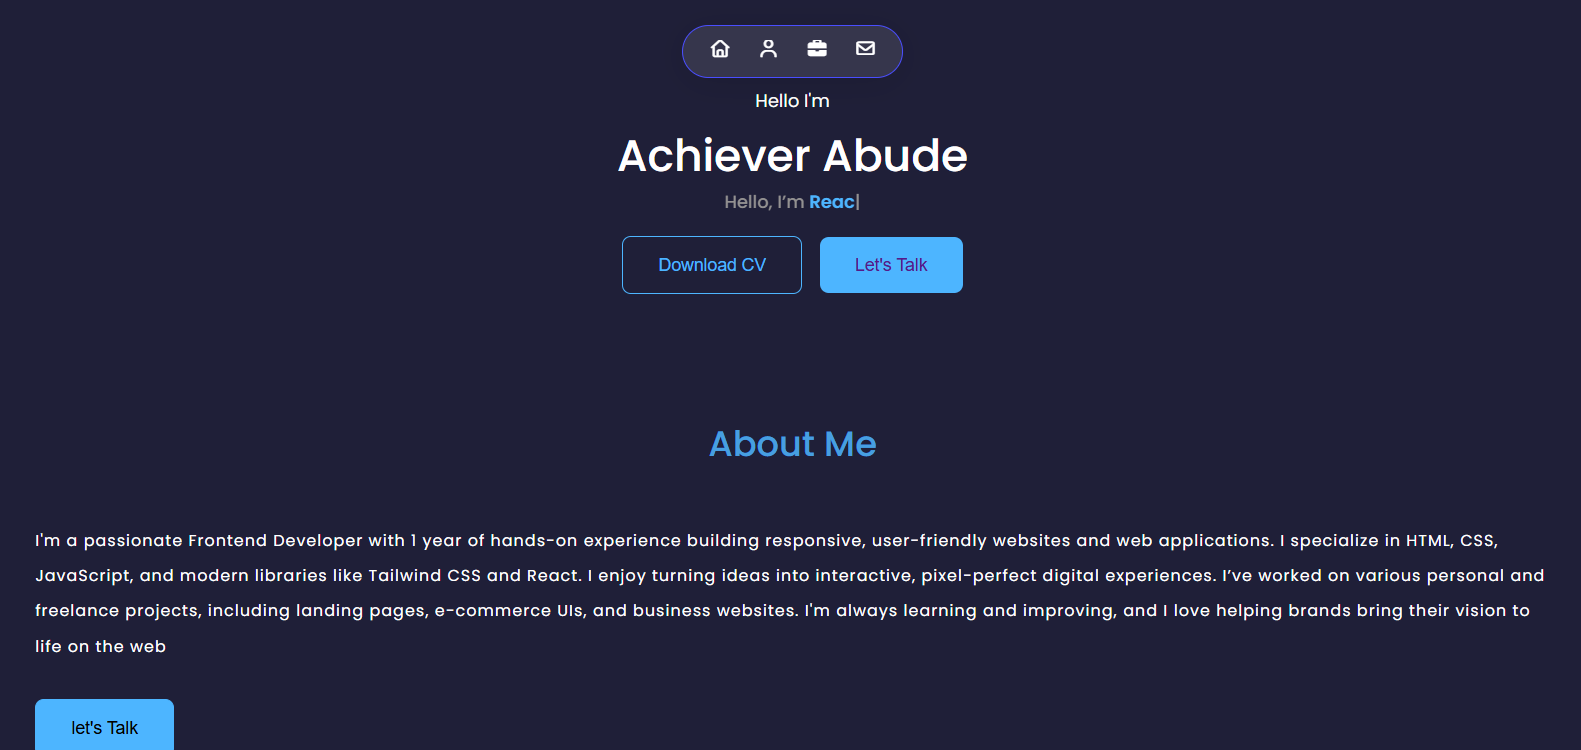 Hello I'm
Achiever Abude
Hello, I’m Reac|
Download CV
Let's Talk
About Me
I'm a passionate Frontend Developer with 1 year of hands-on experience building responsive, user-friendly websites and web applications. I specialize in HTML, CSS,
JavaScript, and modern libraries like Tailwind CSS and React. I enjoy turning ideas into interactive, pixel-perfect digital experiences. I’ve worked on various personal and
freelance projects, including landing pages, e-commerce UIs, and business websites. I'm always learning and improving, and I love helping brands bring their vision to
life on the web
let's Talk